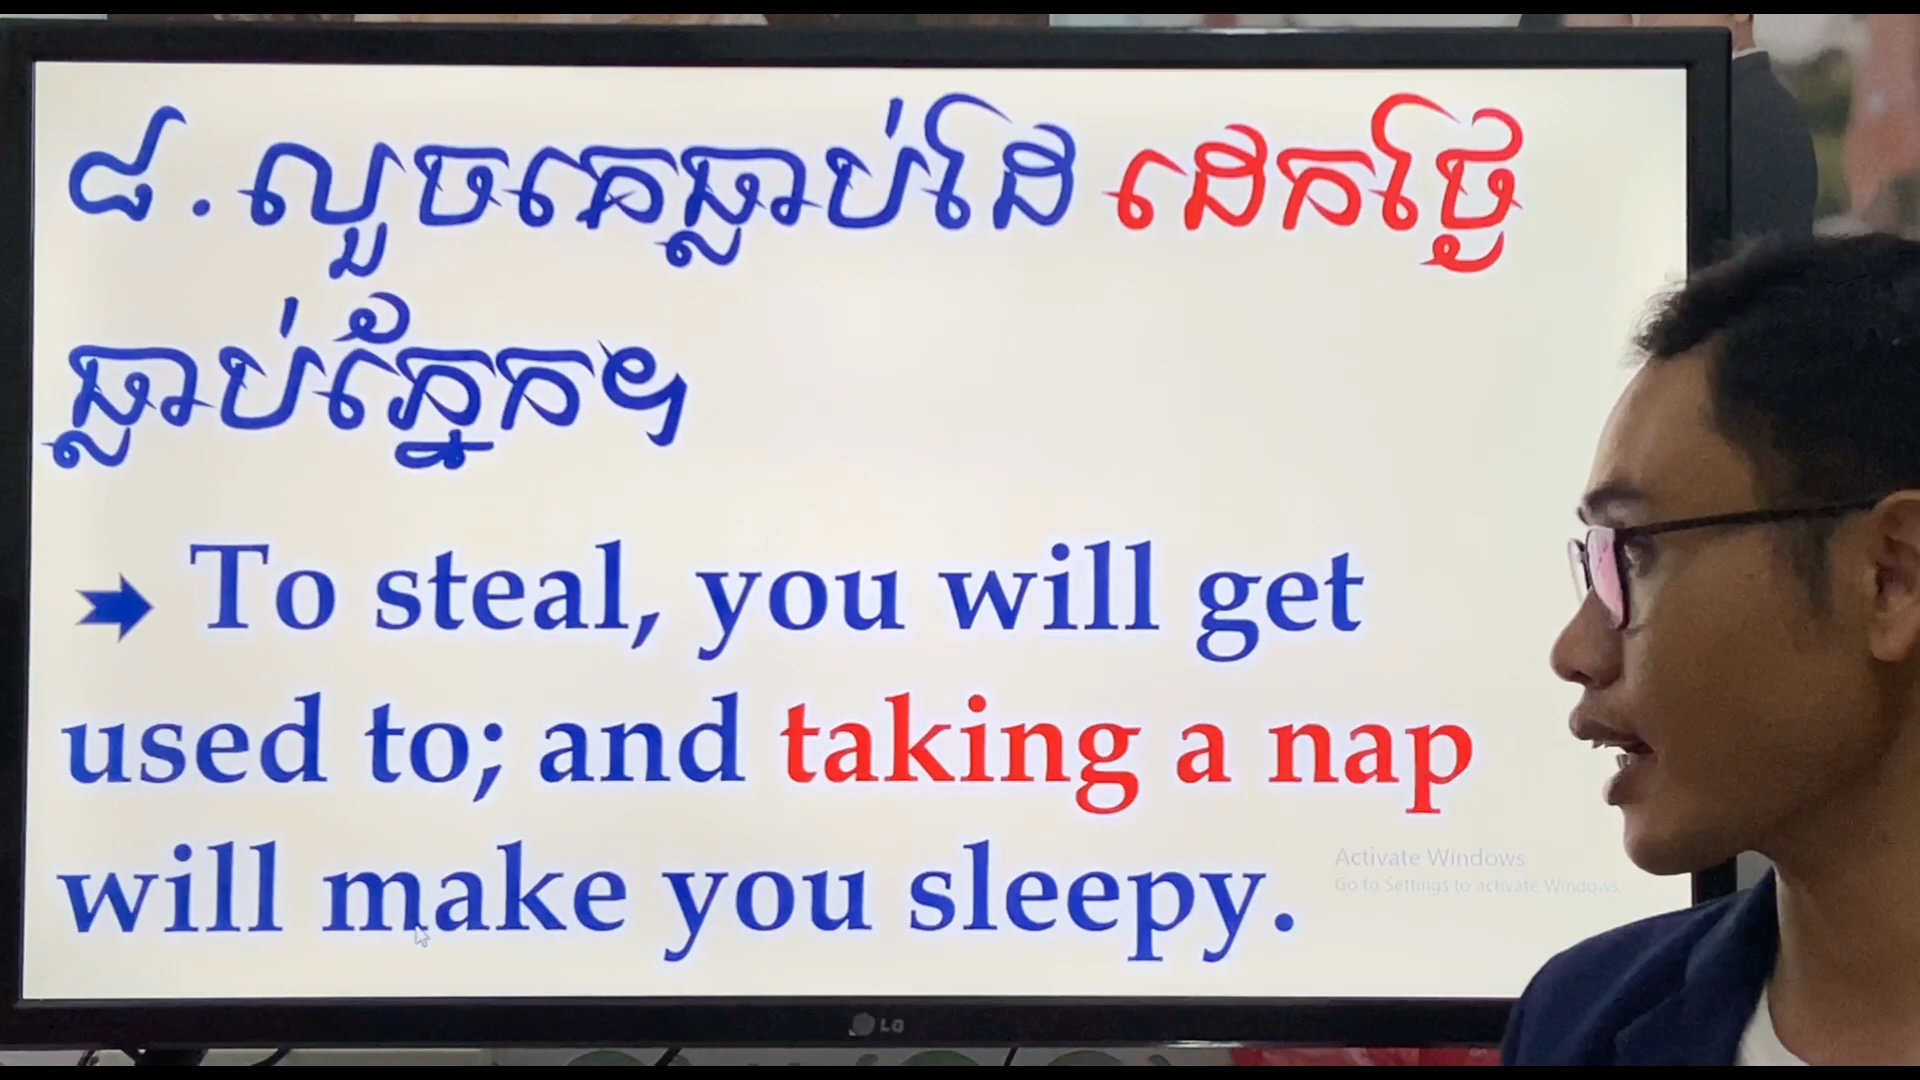 ៨. លួចគេធ្លាប់ដៃ ដេកថ្ងៃ
ធ្លាប់ភ្នែក។
To steal, you will get
used to; and taking a nap
will make you sleepy.
Activate Windows
Go to Settings to activate Windows.
LG